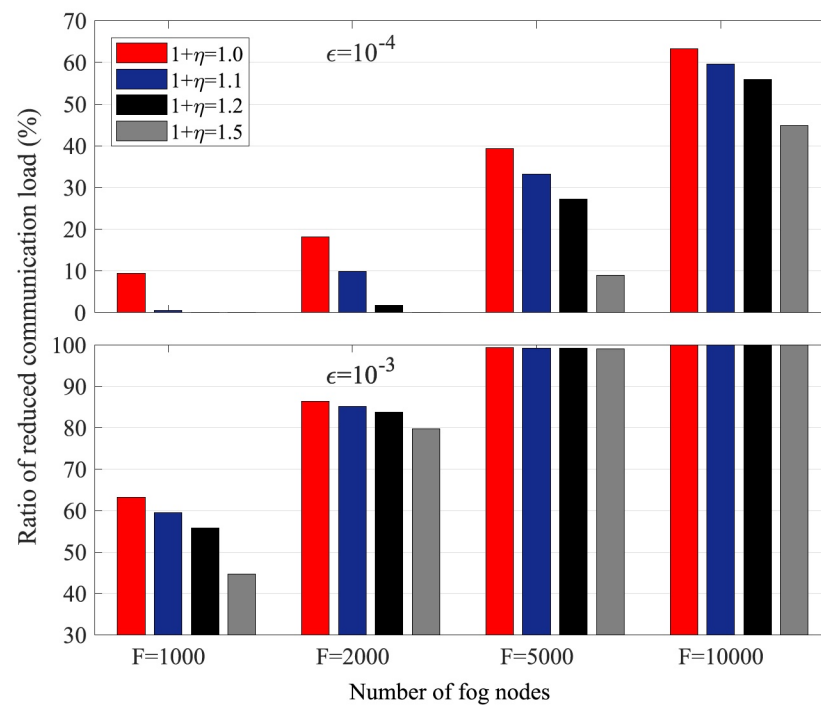 Ratio of reduced communication load (%)
70
60
50
40
30
20
10
0
1+η=1.0
1+η=1.1
1+η=1.2
1+η=1.5
ϵ=10⁻⁴
100
90
80
70
60
50
40
30
ϵ=10⁻³
F=1000 F=2000 F=5000 F=10000
Number of fog nodes